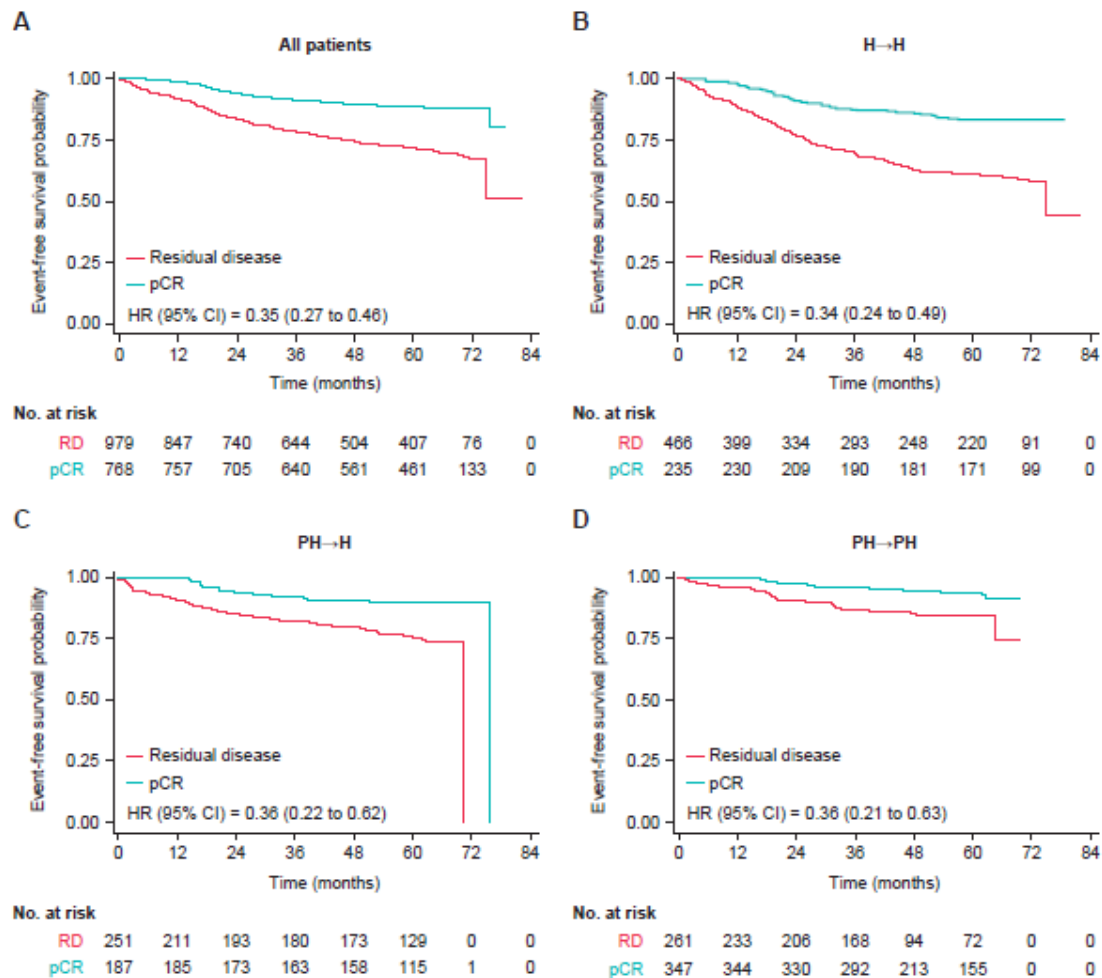 A
All patients
Event-free survival probability
1.00
0.75
0.50
0.25
0.00
Residual disease
pCR
HR (95% CI) = 0.35 (0.27 to 0.46)
0 12 24 36 48 60 72 84
Time (months)
No. at risk
RD 979 847 740 644 504 407 76 0
pCR 768 757 705 640 561 461 133 0
B
H→H
Event-free survival probability
1.00
0.75
0.50
0.25
0.00
Residual disease
pCR
HR (95% CI) = 0.34 (0.24 to 0.49)
0 12 24 36 48 60 72 84
Time (months)
No. at risk
RD 466 399 334 293 248 220 91 0
pCR 235 230 209 190 181 171 99 0
C
PH→H
Event-free survival probability
1.00
0.75
0.50
0.25
0.00
Residual disease
pCR
HR (95% CI) = 0.36 (0.22 to 0.62)
0 12 24 36 48 60 72 84
Time (months)
No. at risk
RD 251 211 193 180 173 129 0 0
pCR 187 185 173 163 158 115 1 0
D
PH→PH
Event-free survival probability
1.00
0.75
0.50
0.25
0.00
Residual disease
pCR
HR (95% CI) = 0.36 (0.21 to 0.63)
0 12 24 36 48 60 72 84
Time (months)
No. at risk
RD 261 233 206 168 94 72 0 0
pCR 347 344 330 292 213 155 0 0